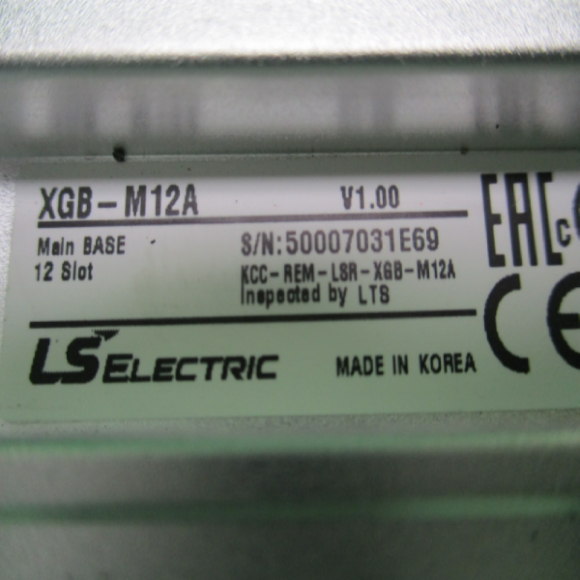 XGB-M12A V1.00 EAC
Main BASE S/N:50007031E69
12 Slot KCC-REM-LSR-XGB-M12A
Inspected by LTS
LS ELECTRIC MADE IN KOREA CE